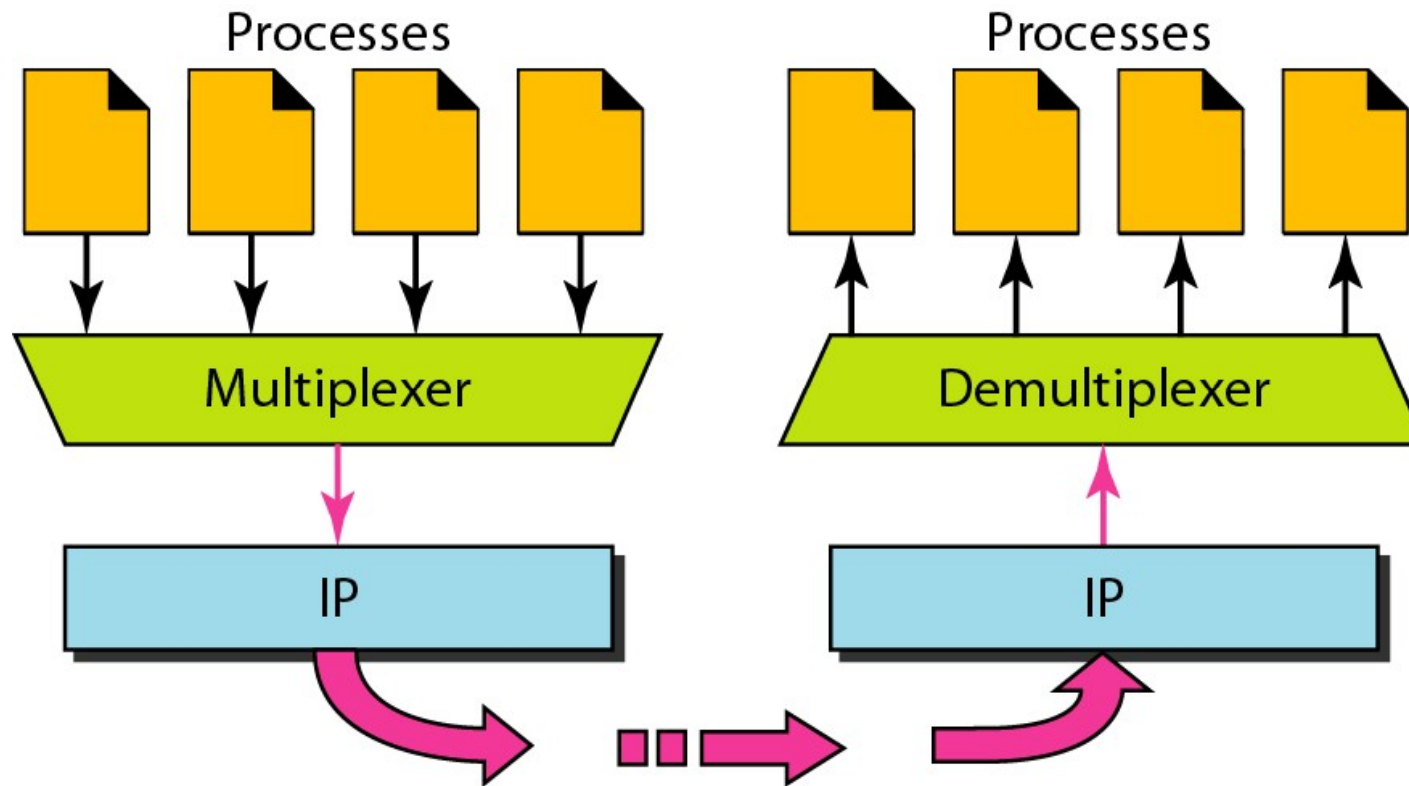 Processes
Processes
Multiplexer
Demultiplexer
IP
IP